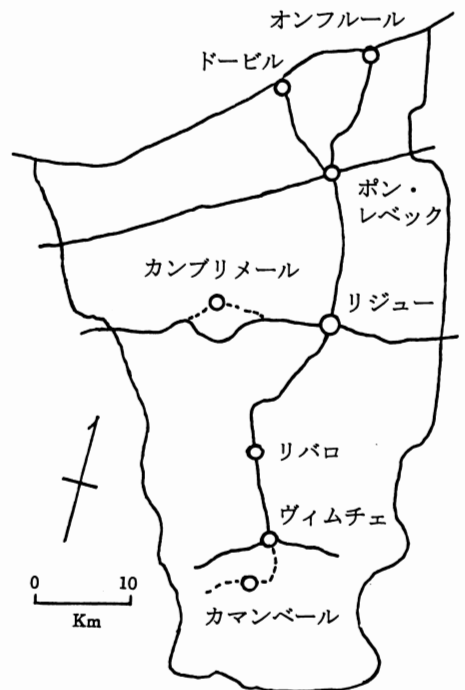 オンフルール
ドービル
ポン・
レベック
カンブリメール
リジュー
リバロ
ヴィムチェ
カマンベール
0 10
Km